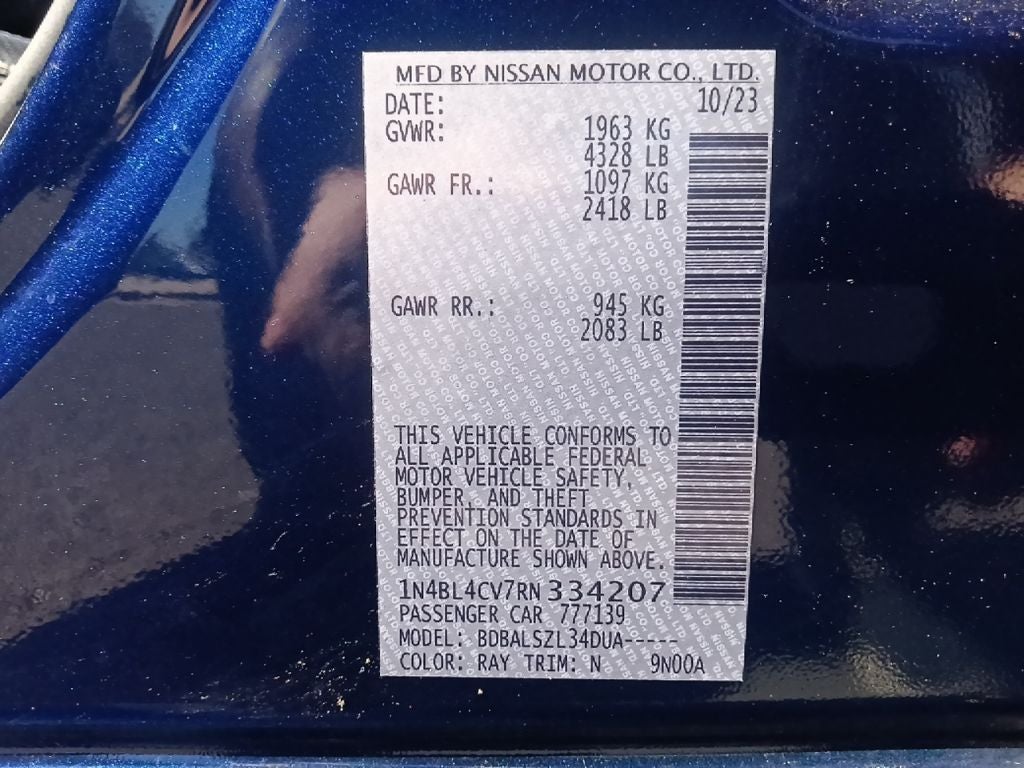 MFD BY NISSAN MOTOR CO., LTD.
DATE: 10/23
GVWR: 1963 KG
4328 LB
GAWR FR.: 1097 KG
2418 LB
GAWR RR.: 945 KG
2083 LB
THIS VEHICLE CONFORMS TO
ALL APPLICABLE FEDERAL
MOTOR VEHICLE SAFETY,
BUMPER, AND THEFT
PREVENTION STANDARDS IN
EFFECT ON THE DATE OF
MANUFACTURE SHOWN ABOVE.
1N4BL4CV7RN334207
PASSENGER CAR 777139
MODEL: BDBALSZL34DUA-----
COLOR: RAY TRIM: N 9N00A